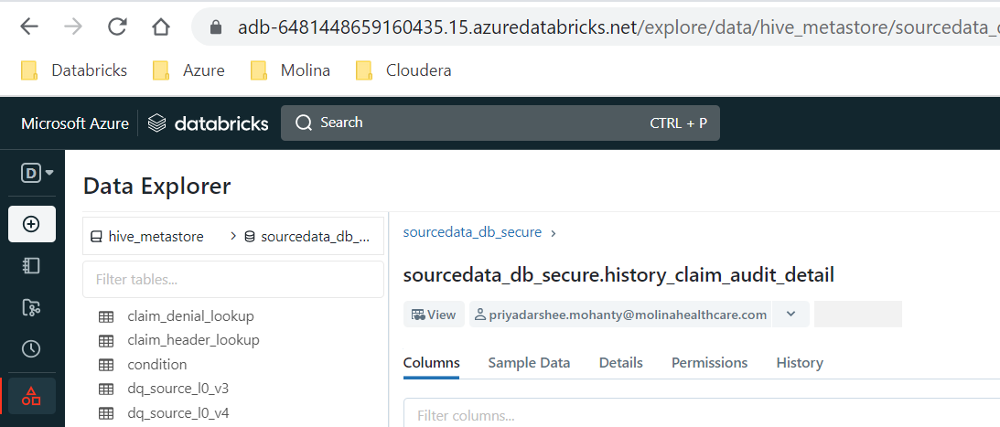 adb-6481448659160435.15.azuredatabricks.net/explore/data/hive_metastore/sourcedata_
Databricks Azure Molina Cloudera
Microsoft Azure databricks Search CTRL + P
D
Data Explorer
hive_metastore > sourcedata_db_...
Filter tables...
claim_denial_lookup
claim_header_lookup
condition
dq_source_l0_v3
dq_source_l0_v4
sourcedata_db_secure >
sourcedata_db_secure.history_claim_audit_detail
View priyadarshee.mohanty@molinahealthcare.com
Columns Sample Data Details Permissions History
Filter columns...